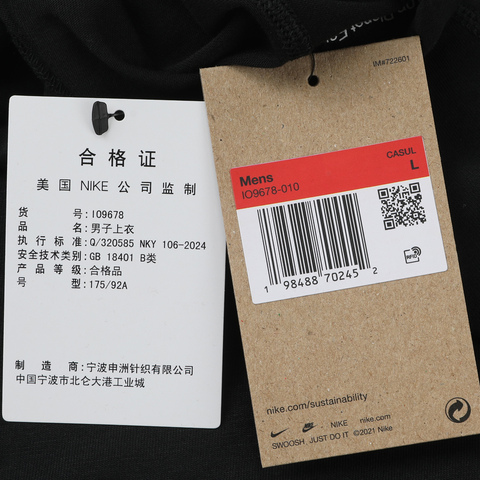 IM#722601
合格证
美国 NIKE 公司监制
货 号:IO9678
品 名:男子上衣
执行标准:Q/320585 NKY 106-2024
安全技术类别:GB 18401 B类
产品等级:合格品
号 型:175/92A
制造商:宁波申洲针织有限公司
中国宁波市北仑大港工业城
CASUL
Mens L
IO9678-010
RFID
1 98488 70245 2
nike.com/sustainability
NIKE nike.com
SWOOSH JUST DO IT ©2021 Nike